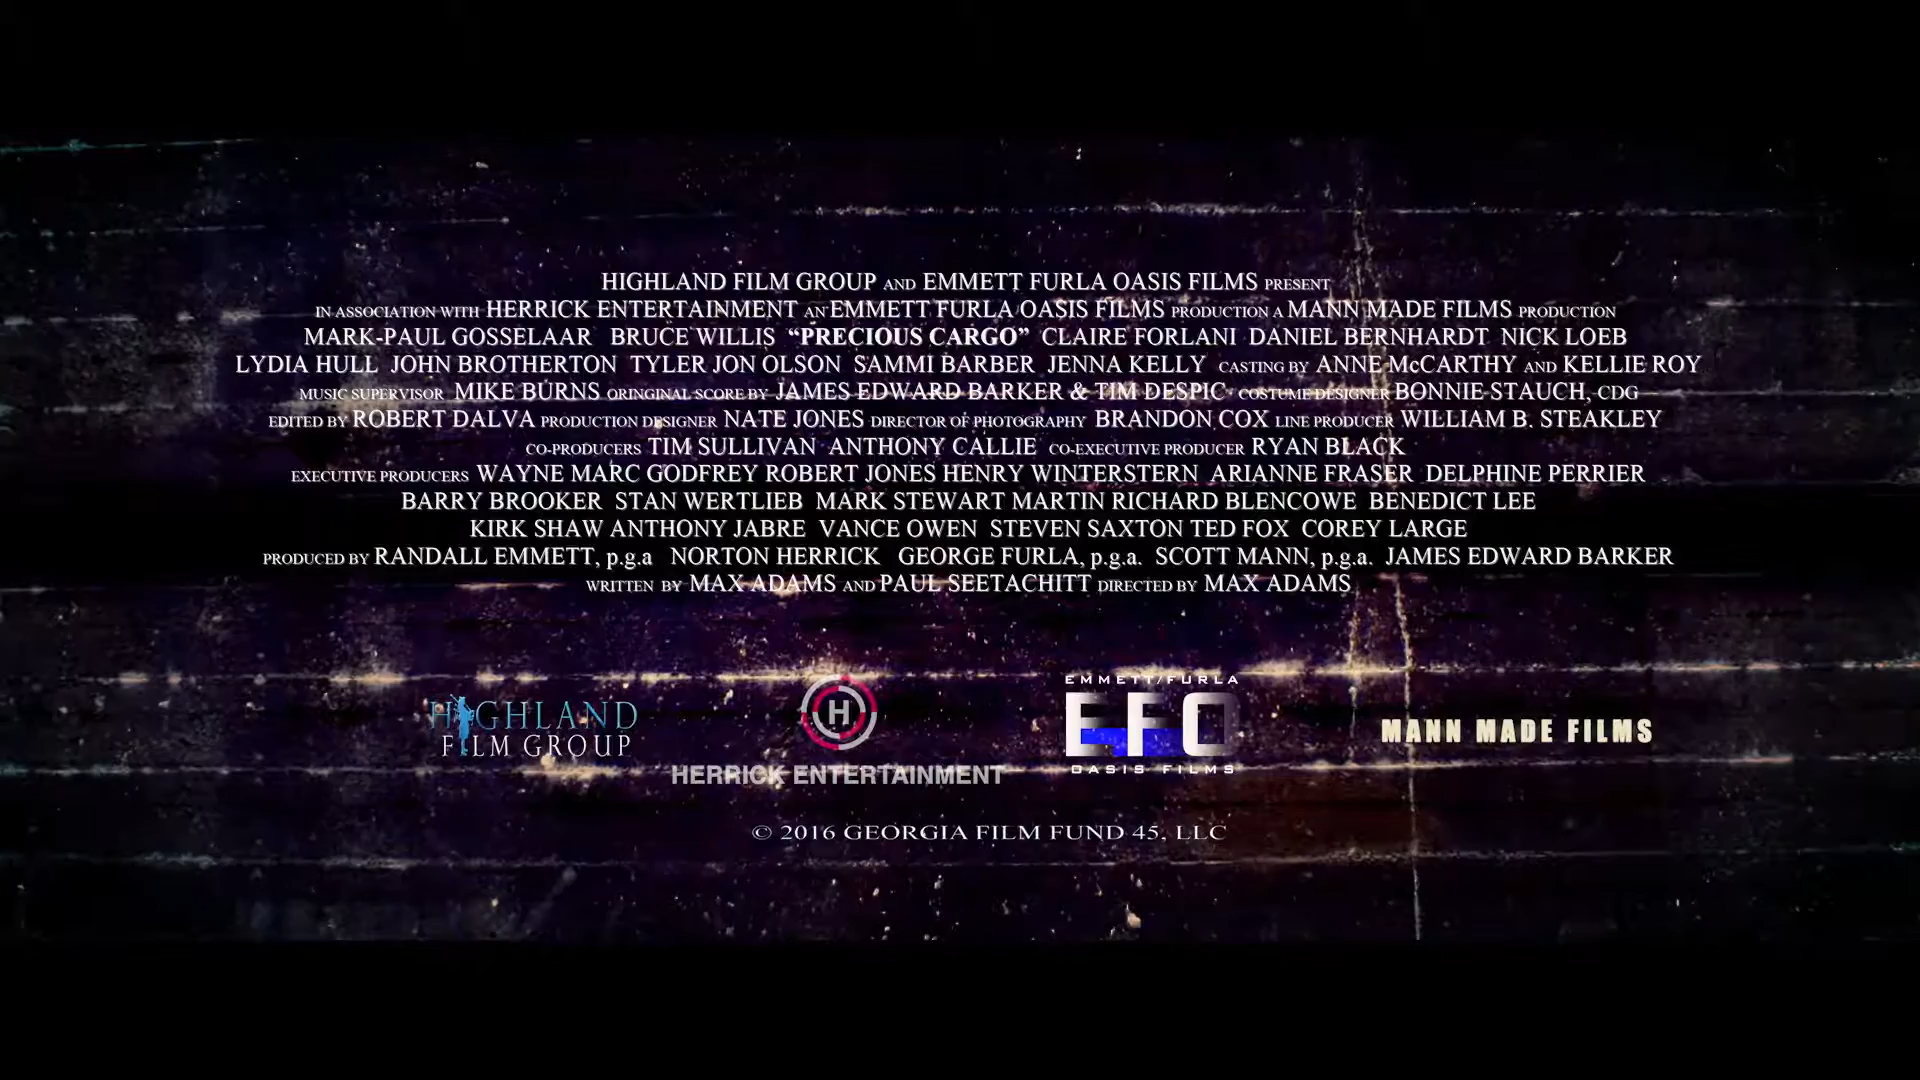 HIGHLAND FILM GROUP AND EMMETT FURLA OASIS FILMS PRESENT
IN ASSOCIATION WITH HERRICK ENTERTAINMENT AN EMMETT FURLA OASIS FILMS PRODUCTION A MANN MADE FILMS PRODUCTION
MARK-PAUL GOSSELAAR BRUCE WILLIS “PRECIOUS CARGO” CLAIRE FORLANI DANIEL BERNHARDT NICK LOEB
LYDIA HULL JOHN BROTHERTON TYLER JON OLSON SAMMI BARBER JENNA KELLY CASTING BY ANNE McCARTHY AND KELLIE ROY
MUSIC SUPERVISOR MIKE BURNS ORINGINAL SCORE BY JAMES EDWARD BARKER & TIM DESPIC COSTUME DESIGNER BONNIE STAUCH, CDG
EDITED BY ROBERT DALVA PRODUCTION DESIGNER NATE JONES DIRECTOR OF PHOTOGRAPHY BRANDON COX LINE PRODUCER WILLIAM B. STEAKLEY
CO-PRODUCERS TIM SULLIVAN ANTHONY CALLIE CO-EXECUTIVE PRODUCER RYAN BLACK
EXECUTIVE PRODUCERS WAYNE MARC GODFREY ROBERT JONES HENRY WINTERSTERN ARIANNE FRASER DELPHINE PERRIER
BARRY BROOKER STAN WERTLIEB MARK STEWART MARTIN RICHARD BLENCOWE BENEDICT LEE
KIRK SHAW ANTHONY JABRE VANCE OWEN STEVEN SAXTON TED FOX COREY LARGE
PRODUCED BY RANDALL EMMETT, p.g.a NORTON HERRICK GEORGE FURLA, p.g.a. SCOTT MANN, p.g.a. JAMES EDWARD BARKER
WRITTEN BY MAX ADAMS AND PAUL SEETACHITT DIRECTED BY MAX ADAMS
HIGHLAND
FILM GROUP
H
HERRICK ENTERTAINMENT
EMMETT/FURLA
EFO
OASIS FILMS
MANN MADE FILMS
© 2016 GEORGIA FILM FUND 45, LLC